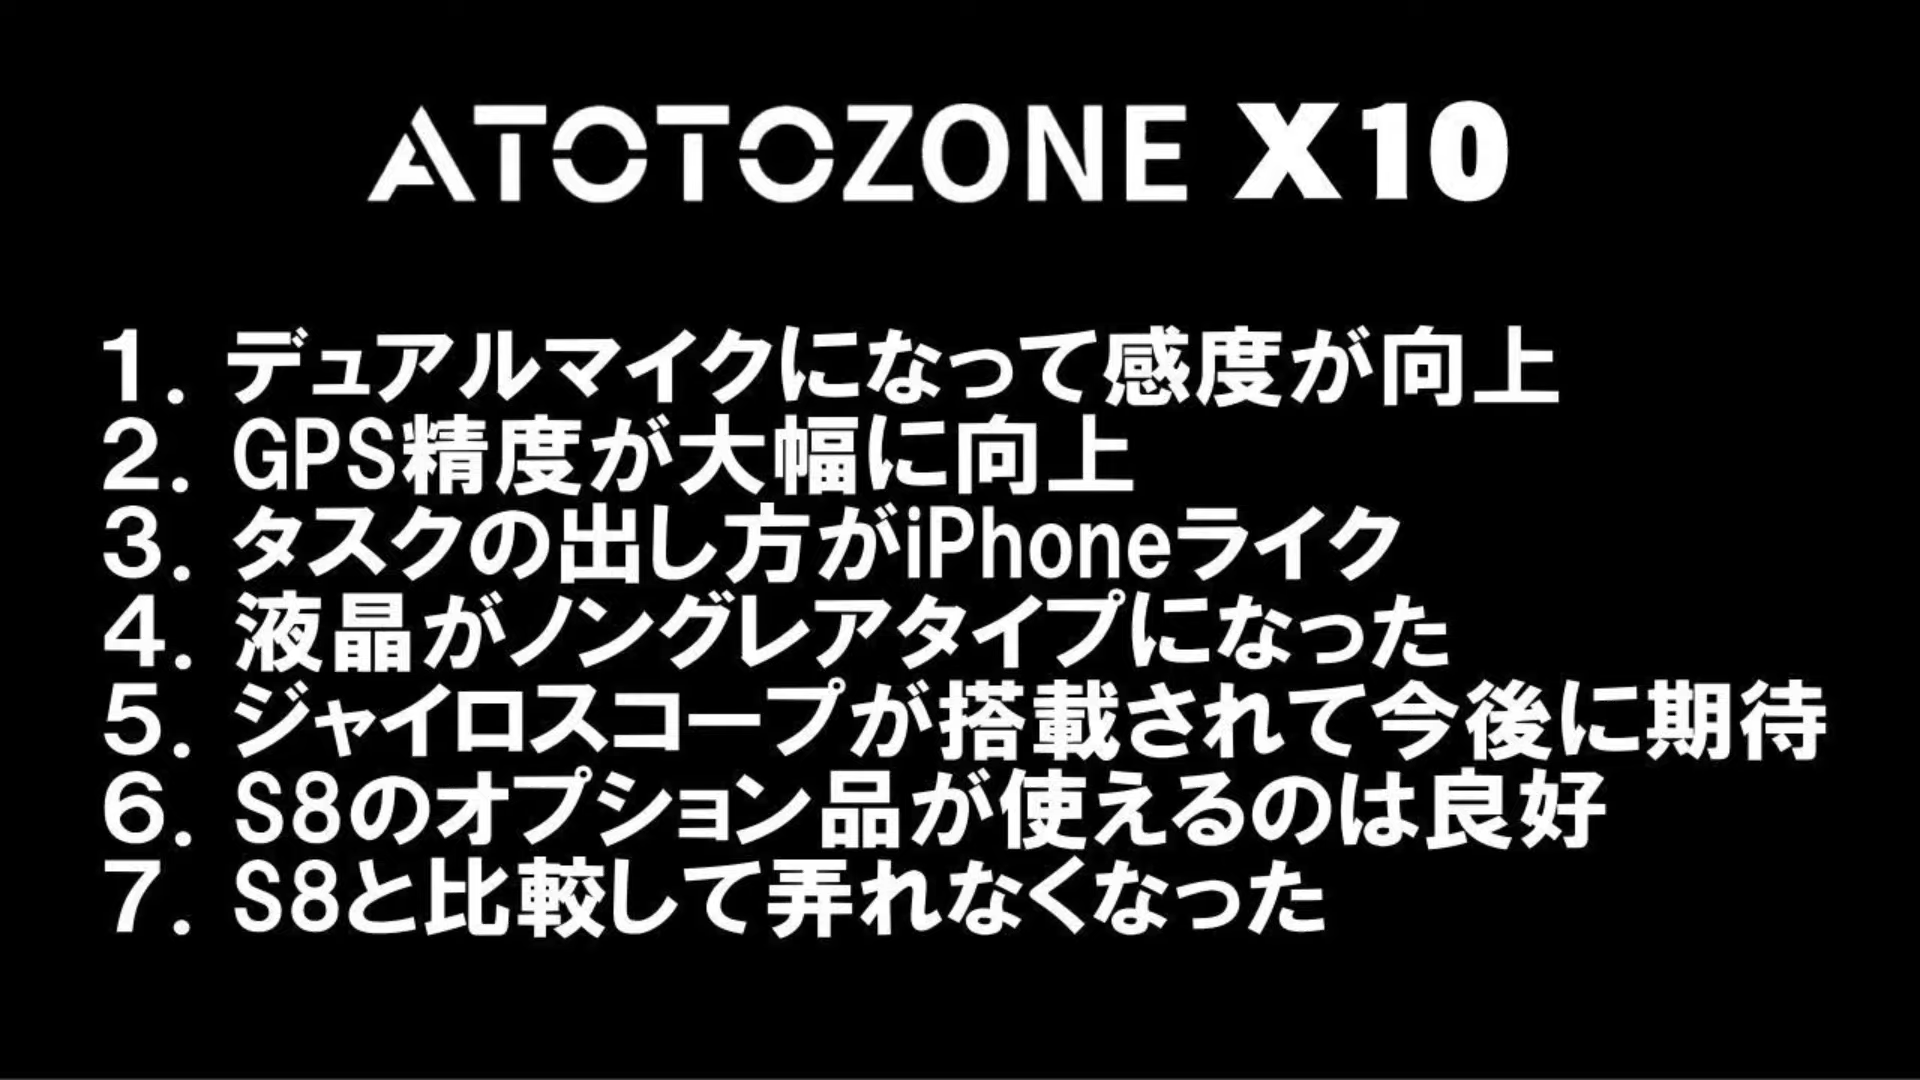 ATOTOZONE X10
1. デュアルマイクになって感度が向上
2. GPS精度が大幅に向上
3. タスクの出し方がiPhoneライク
4. 液晶がノングレアタイプになった
5. ジャイロスコープが搭載されて今後に期待
6. S8のオプション品が使えるのは良好
7. S8と比較して弄れなくなった